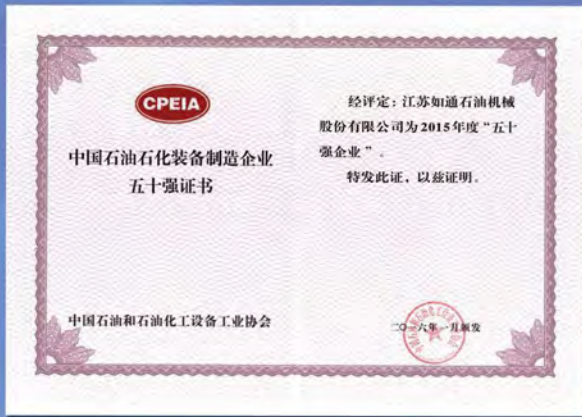 CPEIA
中国石油石化装备制造企业
五十强证书
中国石油和石油化工设备工业协会
经评定：江苏如通石油机械
股份有限公司为2015年度“五十
强企业”。
特发此证，以兹证明。
二〇一六年一月颁发